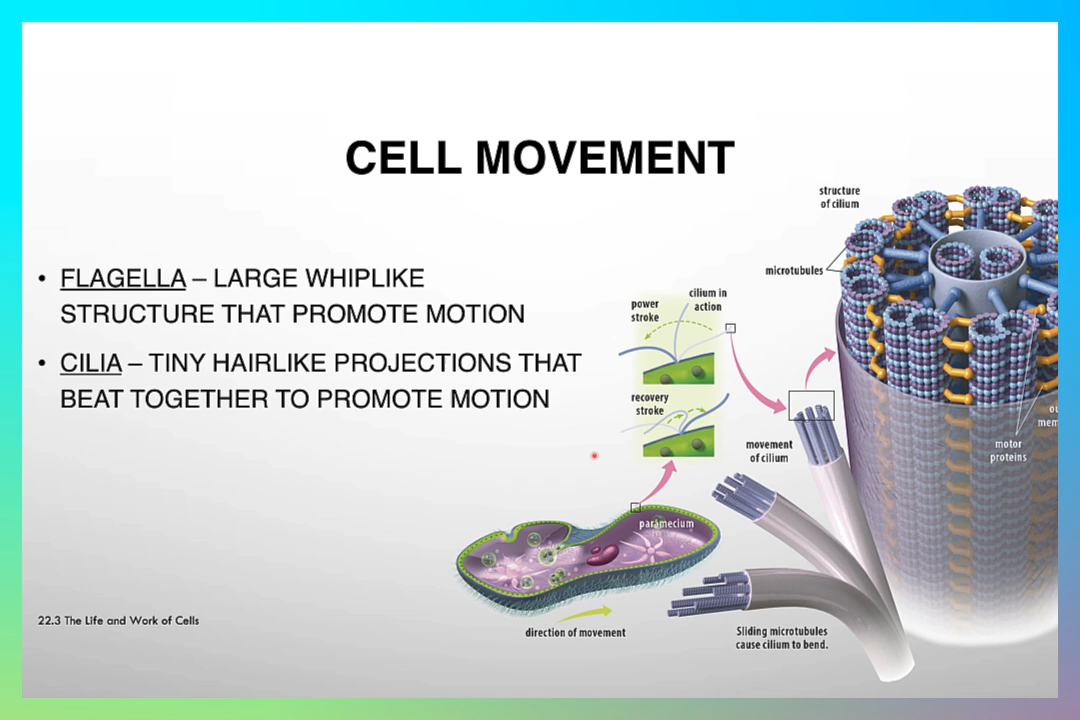 CELL MOVEMENT
• FLAGELLA – LARGE WHIPLIKE
STRUCTURE THAT PROMOTE MOTION
• CILIA – TINY HAIRLIKE PROJECTIONS THAT
BEAT TOGETHER TO PROMOTE MOTION
structure
of cilium
microtubules
cilium in
action
power
stroke
recovery
stroke
movement
of cilium
motor
proteins
paramecium
direction of movement
Sliding microtubules
cause cilium to bend.
22.3 The Life and Work of Cells